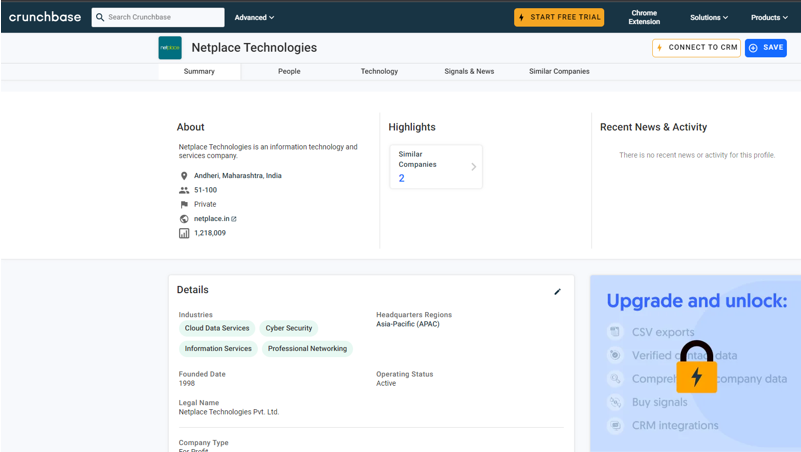 crunchbase
Search Crunchbase
Advanced
START FREE TRIAL
Chrome Extension
Solutions
Products
netplace
Netplace Technologies
CONNECT TO CRM
SAVE
Summary
People
Technology
Signals & News
Similar Companies
About
Netplace Technologies is an information technology and
services company.
Andheri, Maharashtra, India
51-100
Private
netplace.in
1,218,009
Highlights
Similar
Companies
2
Recent News & Activity
There is no recent news or activity for this profile.
Details
Industries
Cloud Data Services
Cyber Security
Information Services
Professional Networking
Headquarters Regions
Asia-Pacific (APAC)
Founded Date
1998
Operating Status
Active
Legal Name
Netplace Technologies Pvt. Ltd.
Company Type
For Profit
Upgrade and unlock:
CSV exports
Verified data
company data
Buy signals
CRM integrations